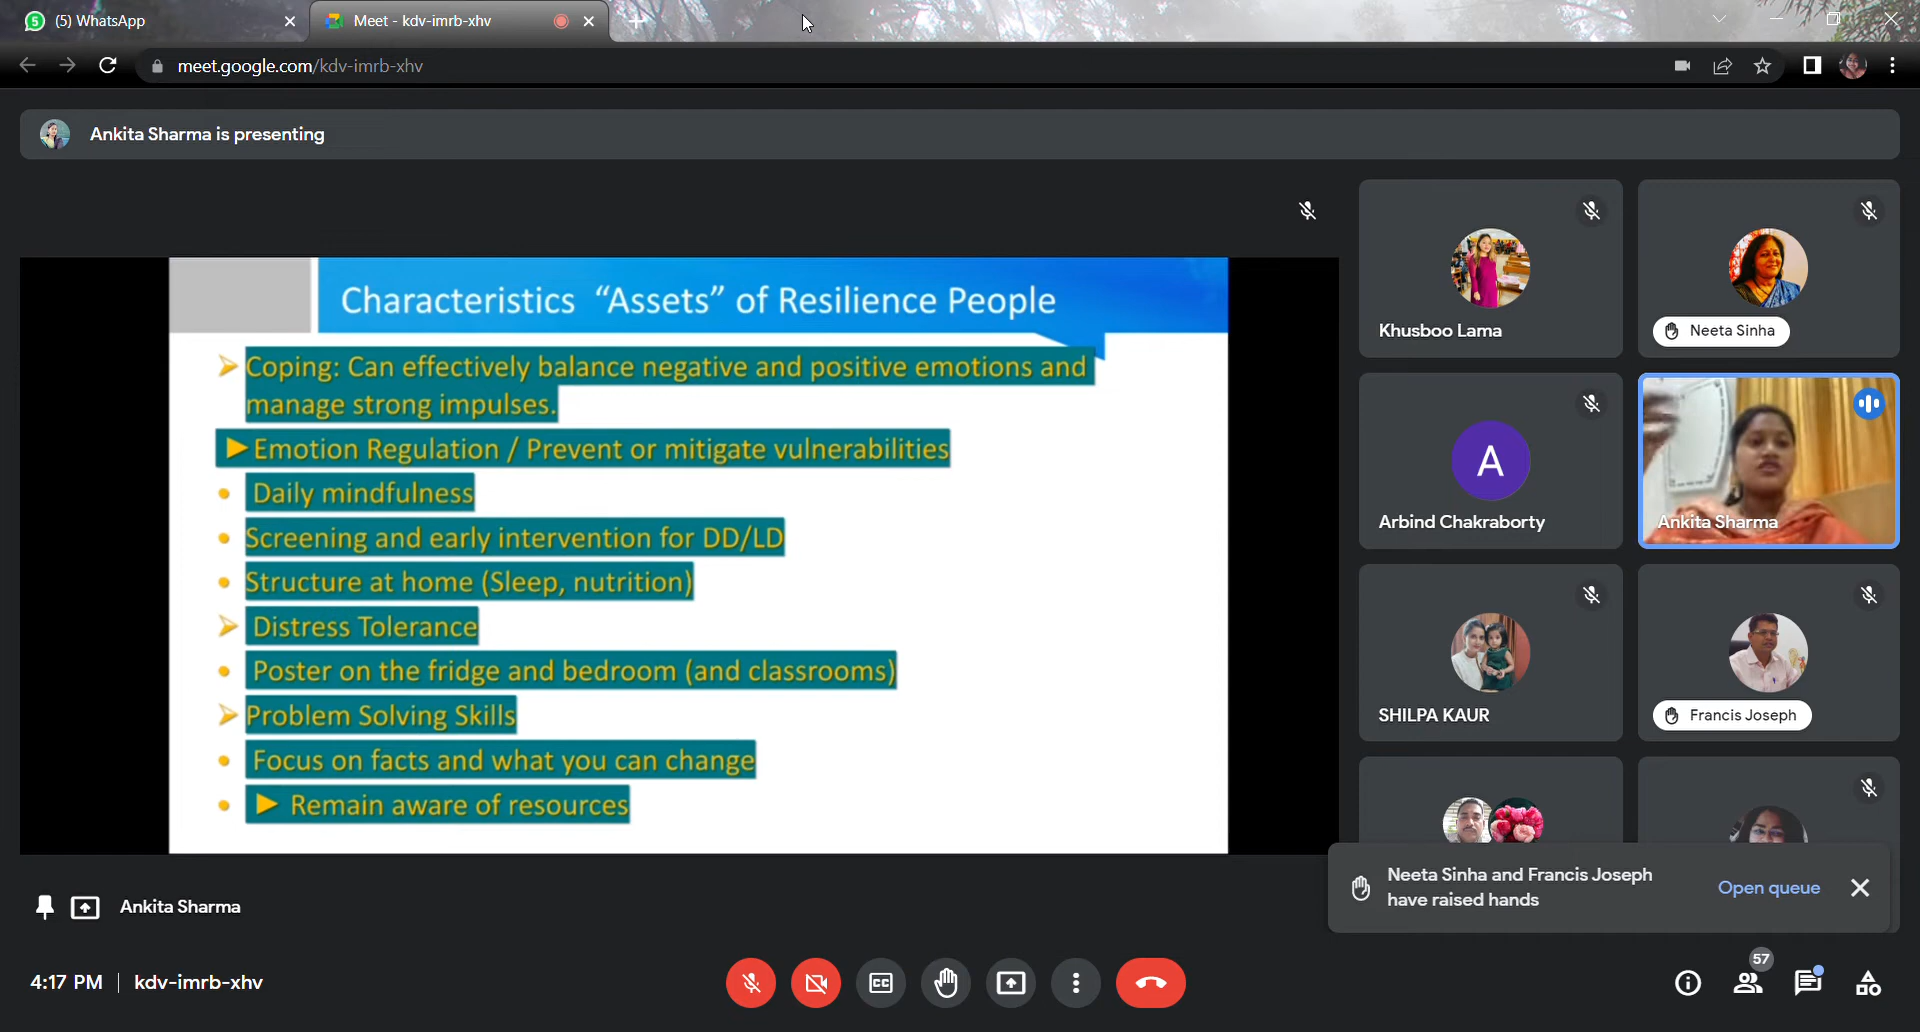 (5) WhatsApp
Meet - kdv-imrb-xhv
meet.google.com/kdv-imrb-xhv
Ankita Sharma is presenting
Characteristics “Assets” of Resilience People
Coping: Can effectively balance negative and positive emotions and
manage strong impulses.
Emotion Regulation / Prevent or mitigate vulnerabilities
Daily mindfulness
Screening and early intervention for DD/LD
Structure at home (Sleep, nutrition)
Distress Tolerance
Poster on the fridge and bedroom (and classrooms)
Problem Solving Skills
Focus on facts and what you can change
Remain aware of resources
Khusboo Lama
Neeta Sinha
A
Arbind Chakraborty
Ankita Sharma
SHILPA KAUR
Francis Joseph
Neeta Sinha and Francis Joseph
have raised hands
Open queue
Ankita Sharma
4:17 PM | kdv-imrb-xhv
CC
57